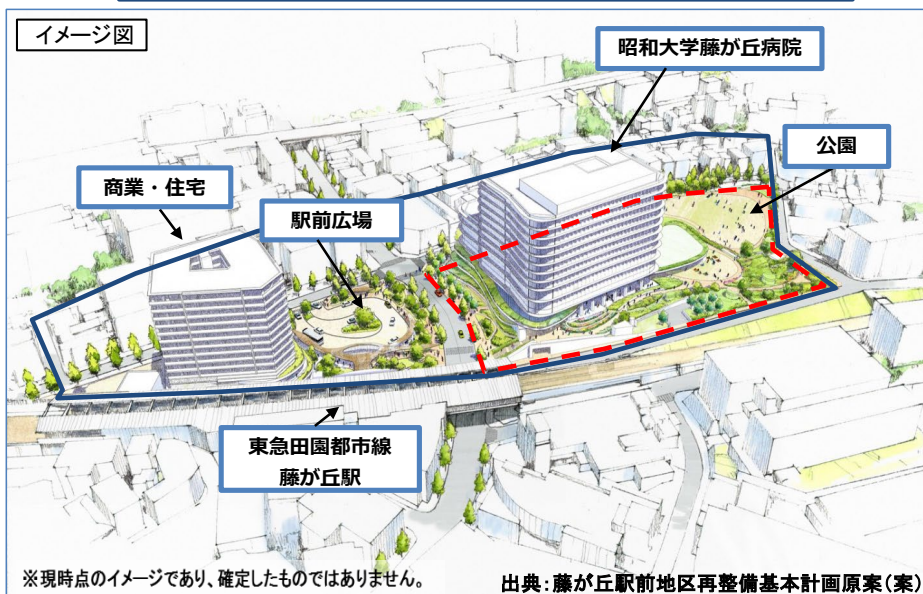 イメージ図
昭和大学藤が丘病院
公園
商業・住宅
駅前広場
東急田園都市線
藤が丘駅
※現時点のイメージであり、確定したものではありません。
出典:藤が丘駅前地区再整備基本計画原案(案)